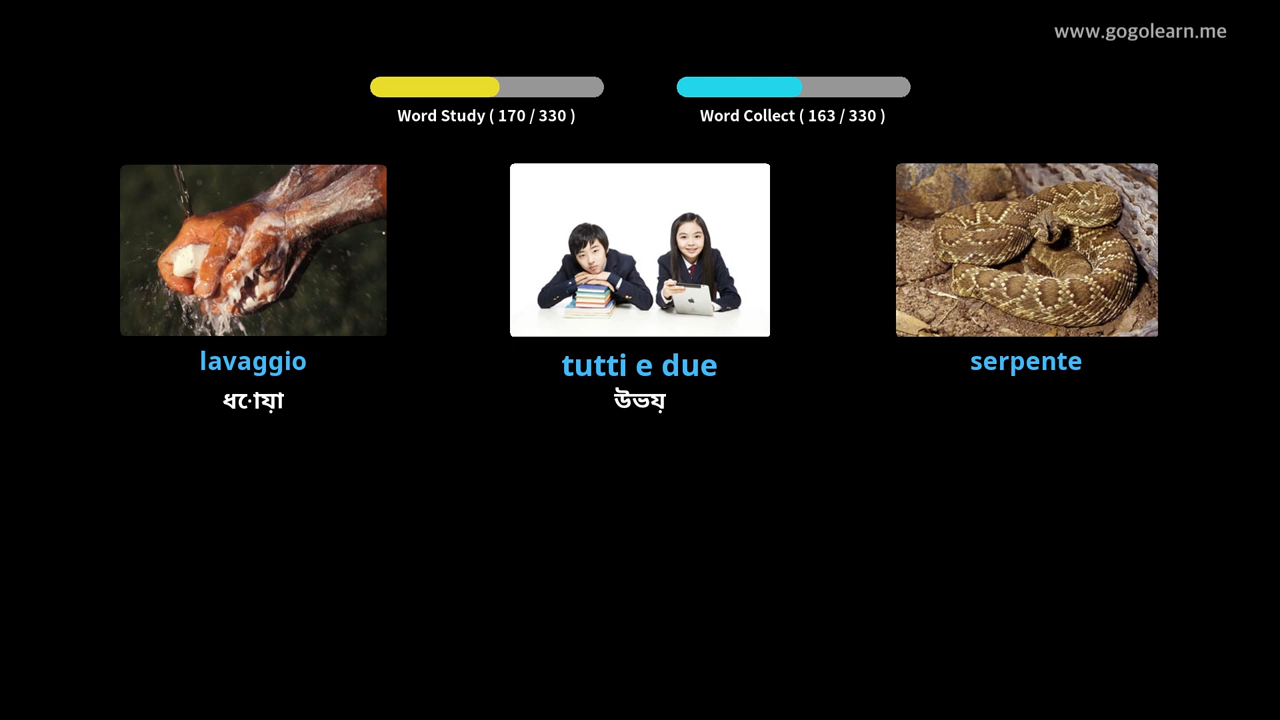 www.gogolearn.me
Word Study ( 170 / 330 )
Word Collect ( 163 / 330 )
lavaggio
tutti e due
serpente
ধোয়া
উভয়